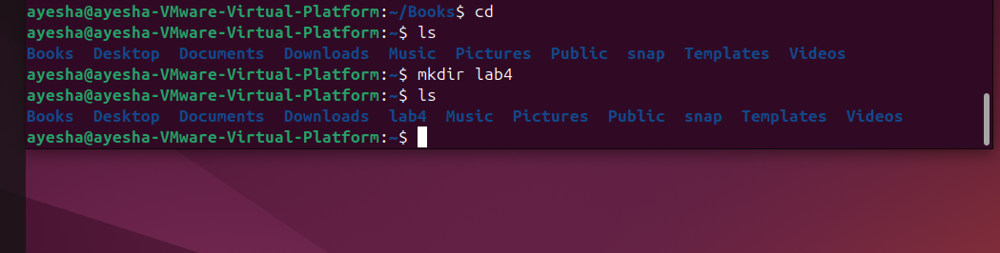 ayesha@ayesha-VMware-Virtual-Platform:~/Books$ cd
ayesha@ayesha-VMware-Virtual-Platform:~$ ls
Books  Desktop  Documents  Downloads  Music  Pictures  Public  snap  Templates  Videos
ayesha@ayesha-VMware-Virtual-Platform:~$ mkdir lab4
ayesha@ayesha-VMware-Virtual-Platform:~$ ls
Books  Desktop  Documents  Downloads  lab4  Music  Pictures  Public  snap  Templates  Videos
ayesha@ayesha-VMware-Virtual-Platform:~$